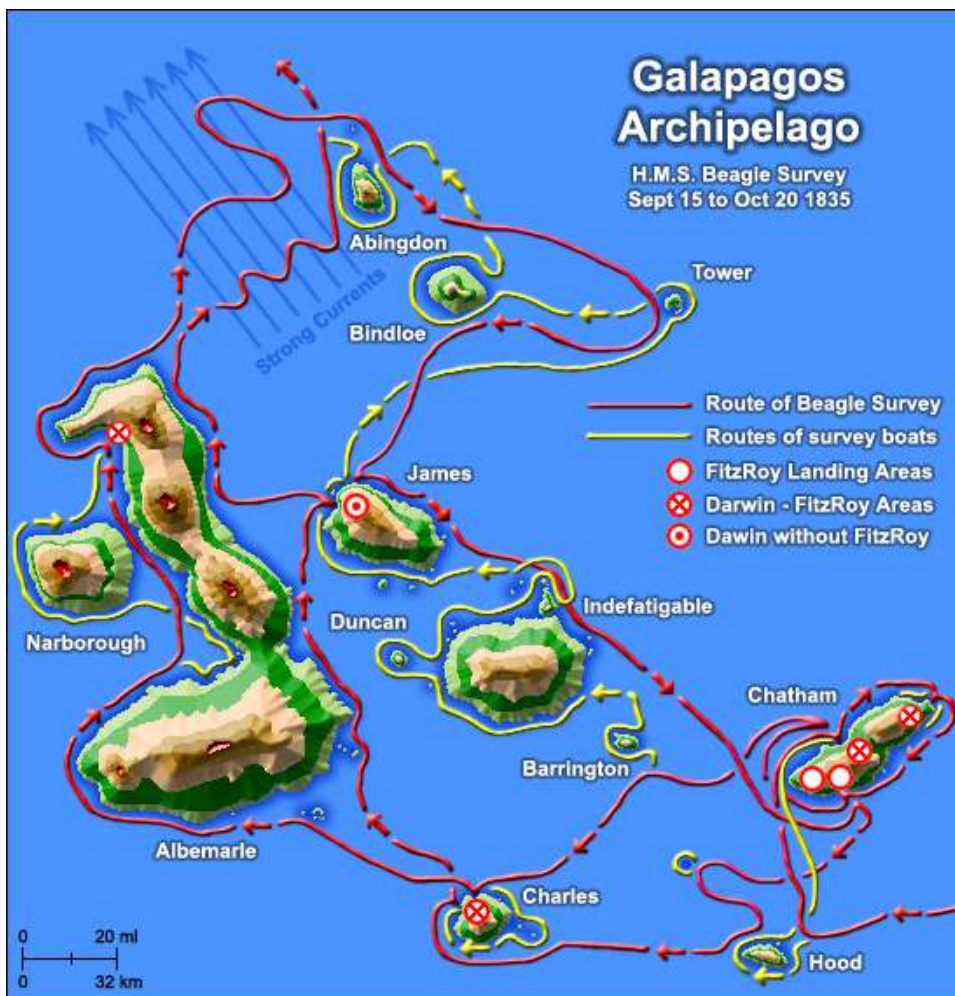 Galapagos
Archipelago
H.M.S. Beagle Survey
Sept 15 to Oct 20 1835
Abingdon
Tower
Bindloe
Strong Currents
Route of Beagle Survey
Routes of survey boats
FitzRoy Landing Areas
Darwin - FitzRoy Areas
Dawin without FitzRoy
James
Indefatigable
Duncan
Narborough
Chatham
Barrington
Albemarle
Charles
Hood
0 20 ml
0 32 km